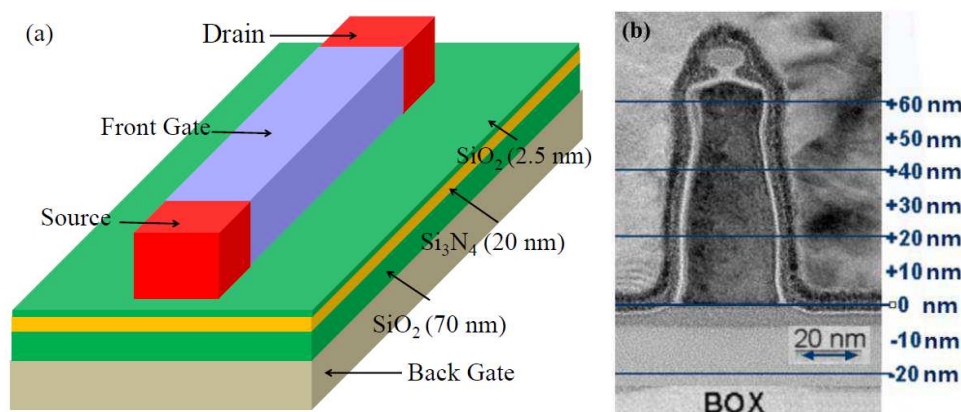 (a)
Drain
Front Gate
Source
SiO₂ (2.5 nm)
Si₃N₄ (20 nm)
SiO₂ (70 nm)
Back Gate
(b)
+60 nm
+50 nm
+40 nm
+30 nm
+20 nm
+10 nm
0 nm
-10 nm
-20 nm
20 nm
BOX